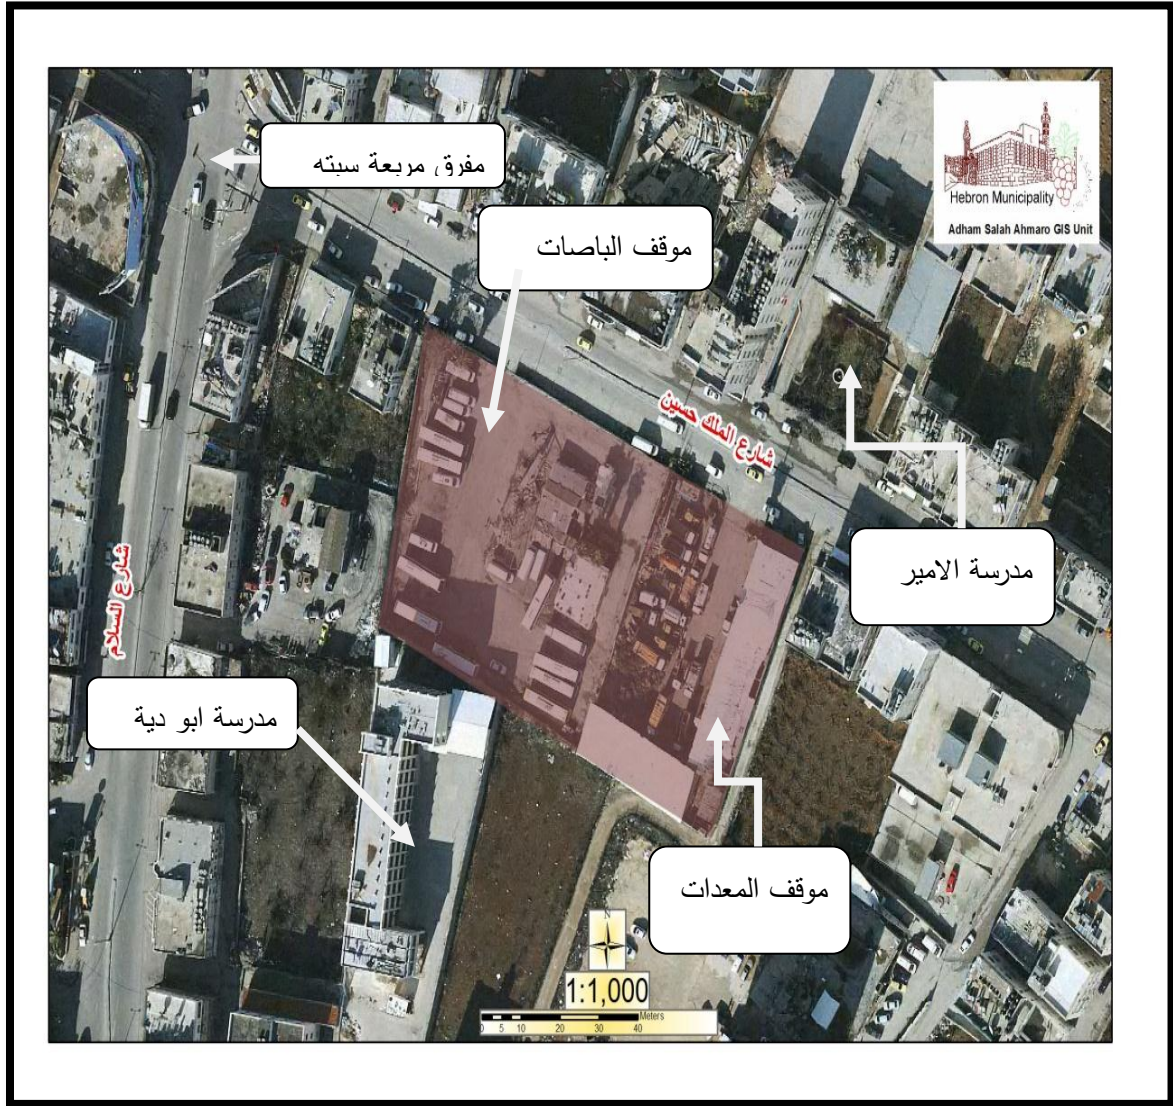 Hebron Municipality
Adham Salah Ahmaro GIS Unit
مفرق مربعة سبته
موقف الباصات
شارع الملك حسين
مدرسة الامير
شارع السلام
مدرسة ابو دية
موقف المعدات
N
1:1,000
Meters
0 5 10 20 30 40